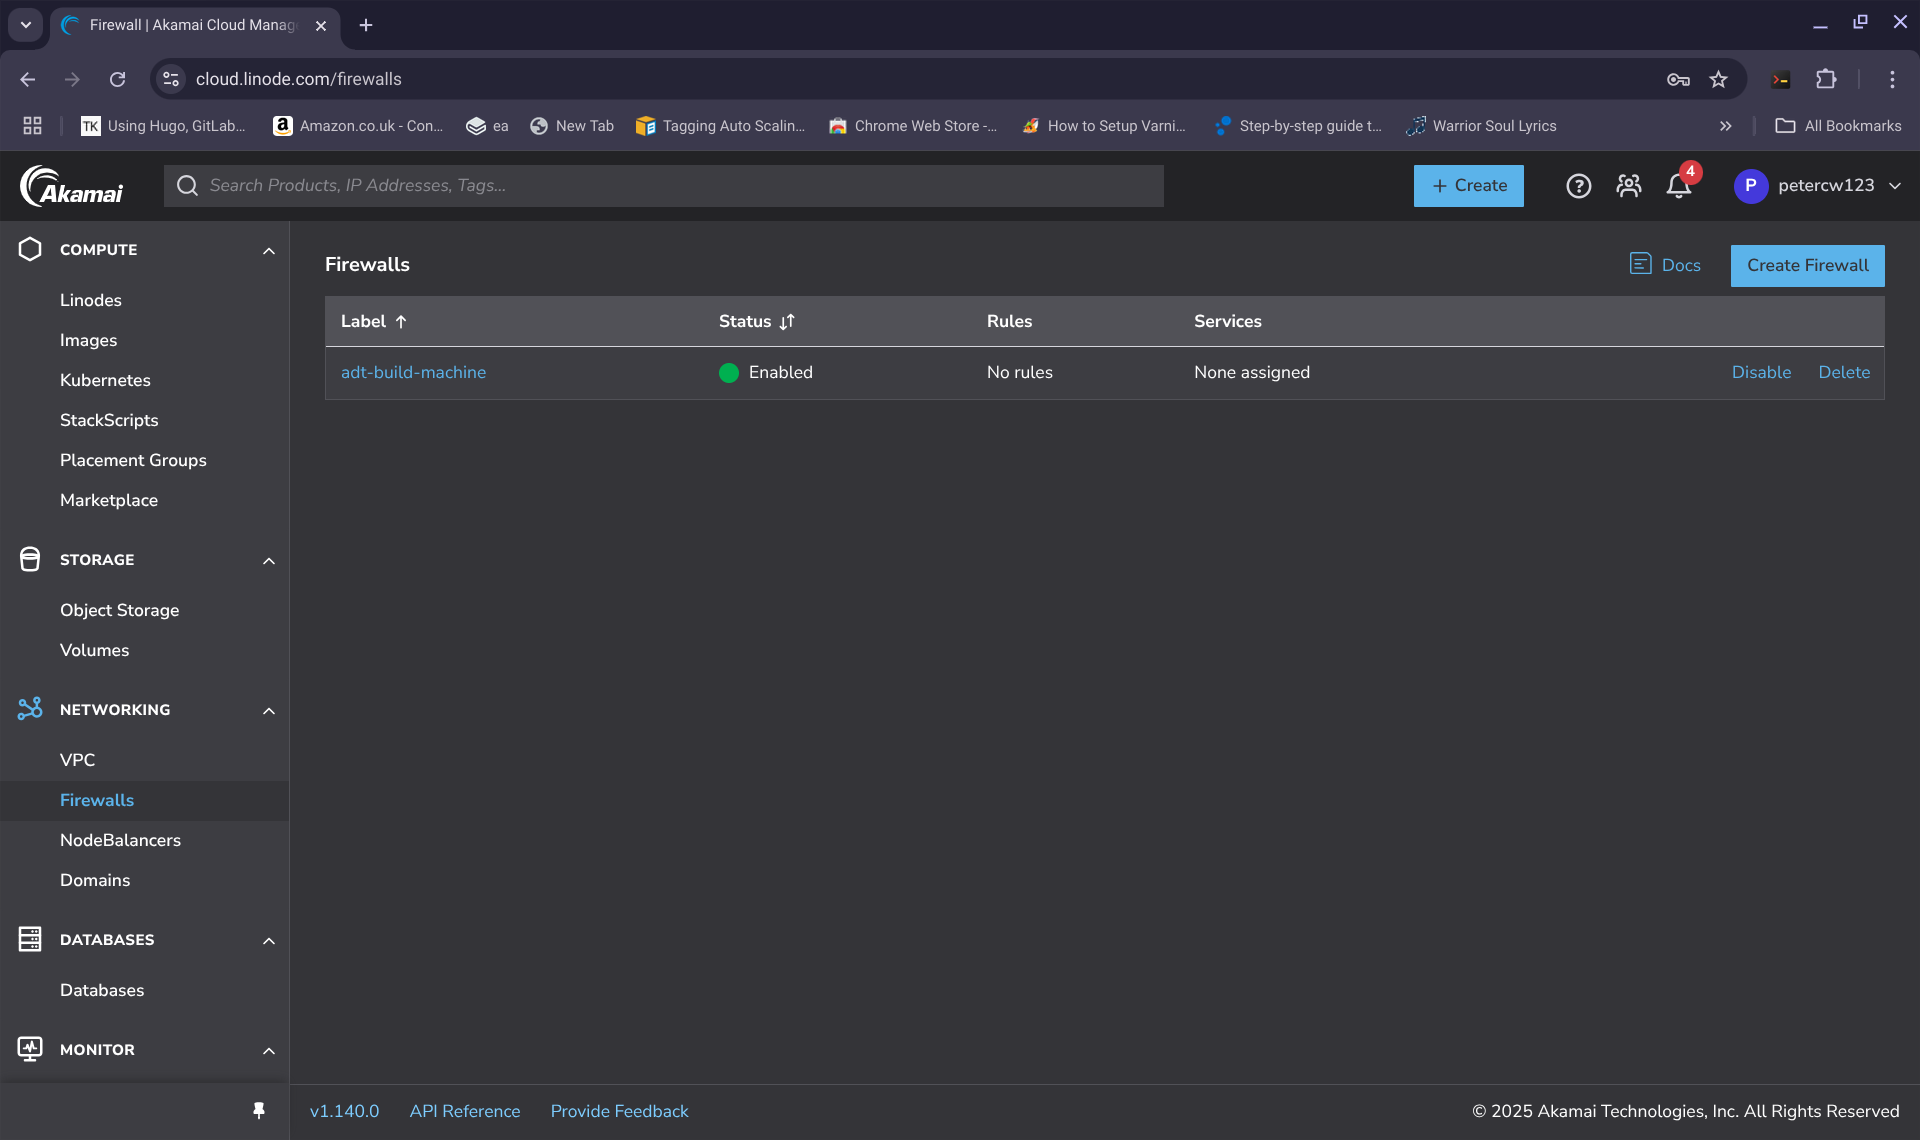 Firewall | Akamai Cloud Manag
cloud.linode.com/firewalls
TK Using Hugo, GitLab...
Amazon.co.uk - Con...
ea
New Tab
Tagging Auto Scalin...
Chrome Web Store -...
How to Setup Varni...
Step-by-step guide t...
Warrior Soul Lyrics
All Bookmarks
Akamai
Search Products, IP Addresses, Tags...
+ Create
4
P petercw123
COMPUTE
Linodes
Images
Kubernetes
StackScripts
Placement Groups
Marketplace
STORAGE
Object Storage
Volumes
NETWORKING
VPC
Firewalls
NodeBalancers
Domains
DATABASES
Databases
MONITOR
Firewalls
Docs
Create Firewall
Label Status Rules Services
adt-build-machine Enabled No rules None assigned Disable Delete
v1.140.0 API Reference Provide Feedback
© 2025 Akamai Technologies, Inc. All Rights Reserved